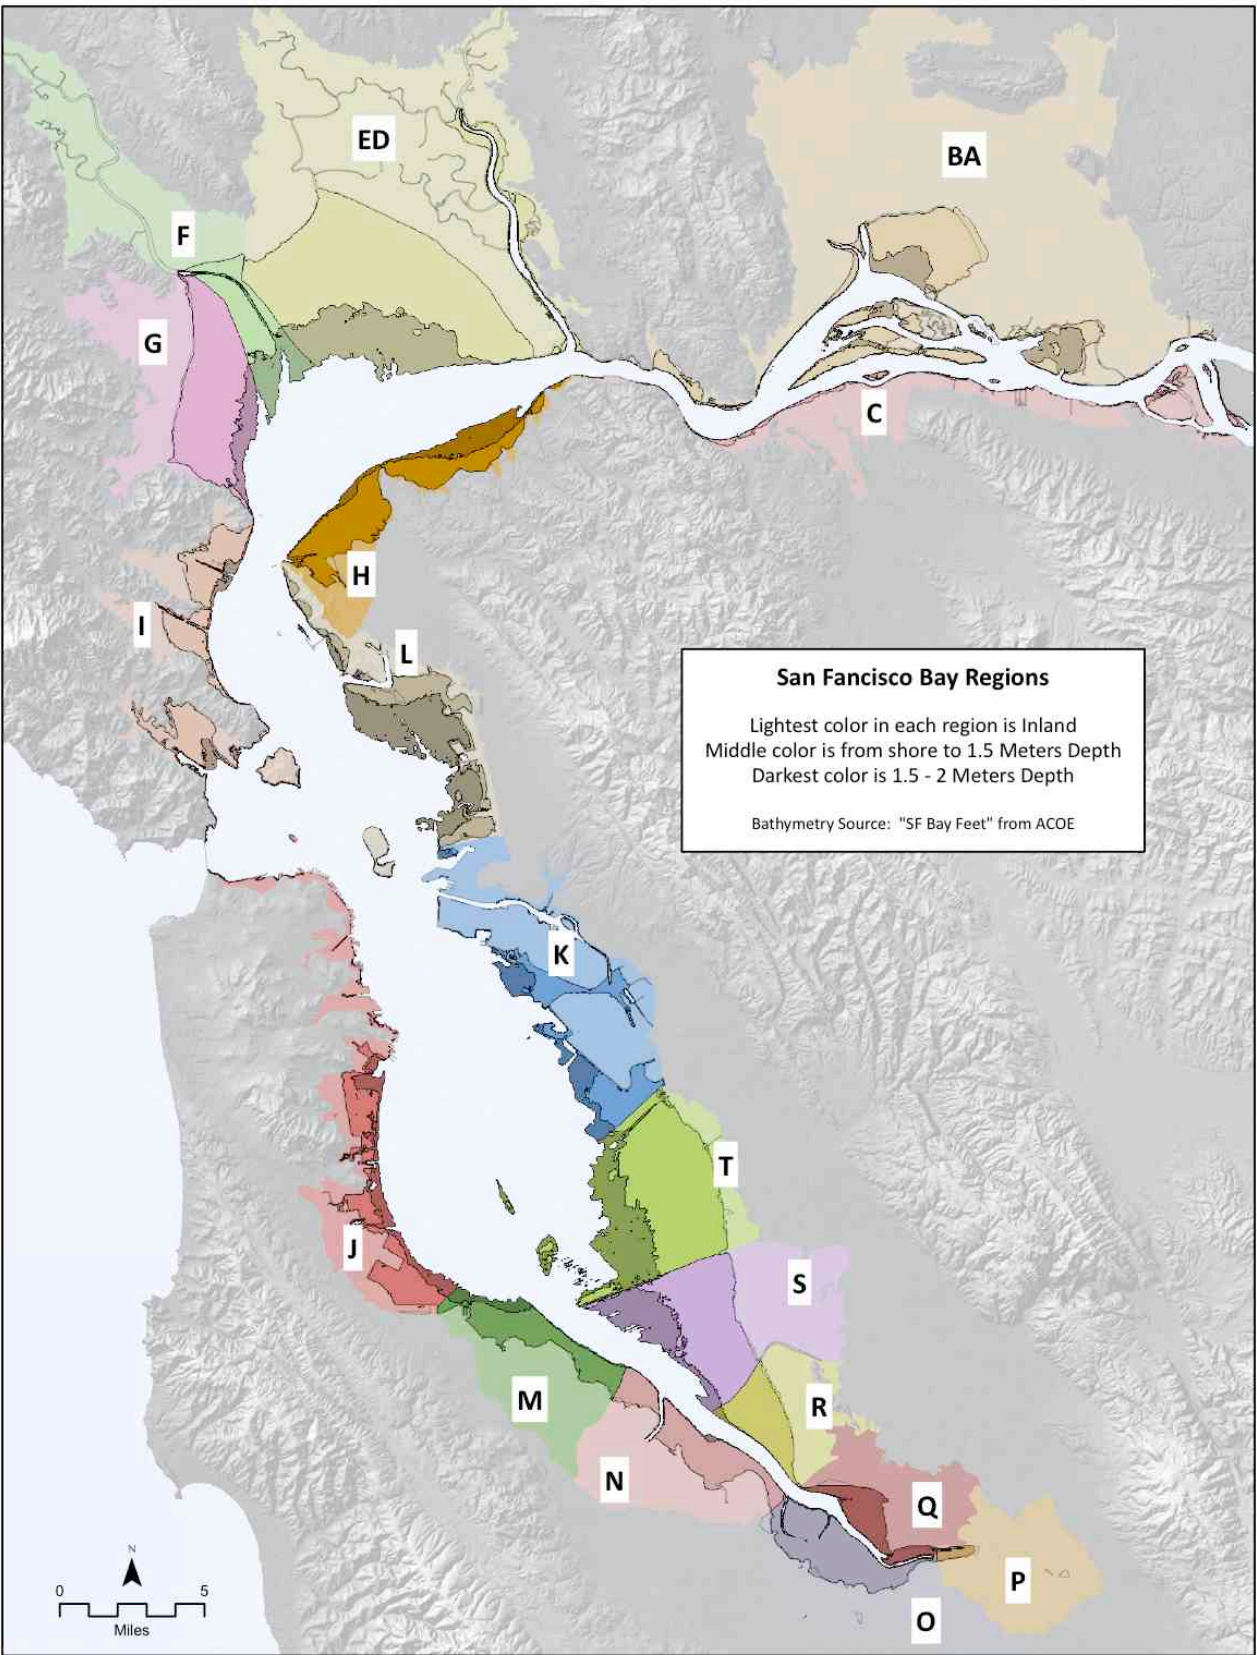 ED
BA
F
G
C
H
I
L
San Fancisco Bay Regions
Lightest color in each region is Inland
Middle color is from shore to 1.5 Meters Depth
Darkest color is 1.5 - 2 Meters Depth
Bathymetry Source: "SF Bay Feet" from ACOE
K
T
J
S
M
R
N
Q
P
O
N
0 5
Miles